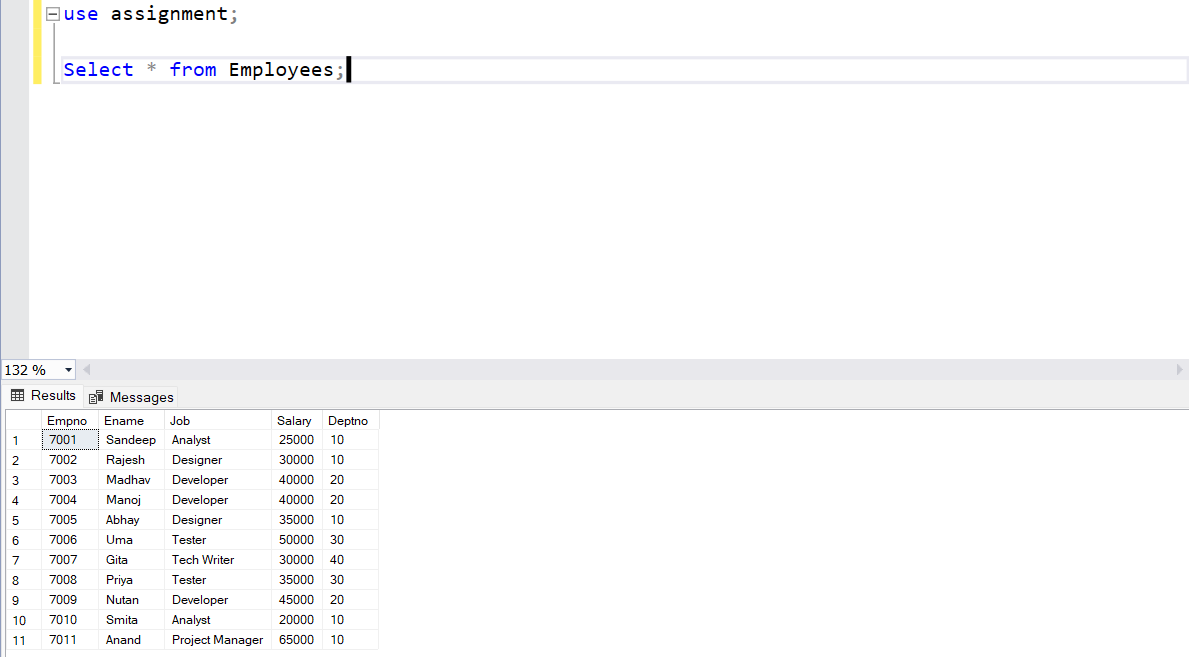 use assignment;
Select * from Employees;
132 %
Results Messages
Empno Ename Job Salary Deptno
1 7001 Sandeep Analyst 25000 10
2 7002 Rajesh Designer 30000 10
3 7003 Madhav Developer 40000 20
4 7004 Manoj Developer 40000 20
5 7005 Abhay Designer 35000 10
6 7006 Uma Tester 50000 30
7 7007 Gita Tech Writer 30000 40
8 7008 Priya Tester 35000 30
9 7009 Nutan Developer 45000 20
10 7010 Smita Analyst 20000 10
11 7011 Anand Project Manager 65000 10